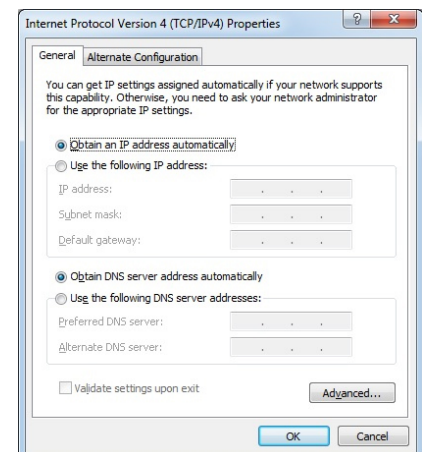 Internet Protocol Version 4 (TCP/IPv4) Properties
General
Alternate Configuration
You can get IP settings assigned automatically if your network supports
this capability. Otherwise, you need to ask your network administrator
for the appropriate IP settings.
Obtain an IP address automatically
Use the following IP address:
IP address:
Subnet mask:
Default gateway:
Obtain DNS server address automatically
Use the following DNS server addresses:
Preferred DNS server:
Alternate DNS server:
Validate settings upon exit
Advanced...
OK
Cancel